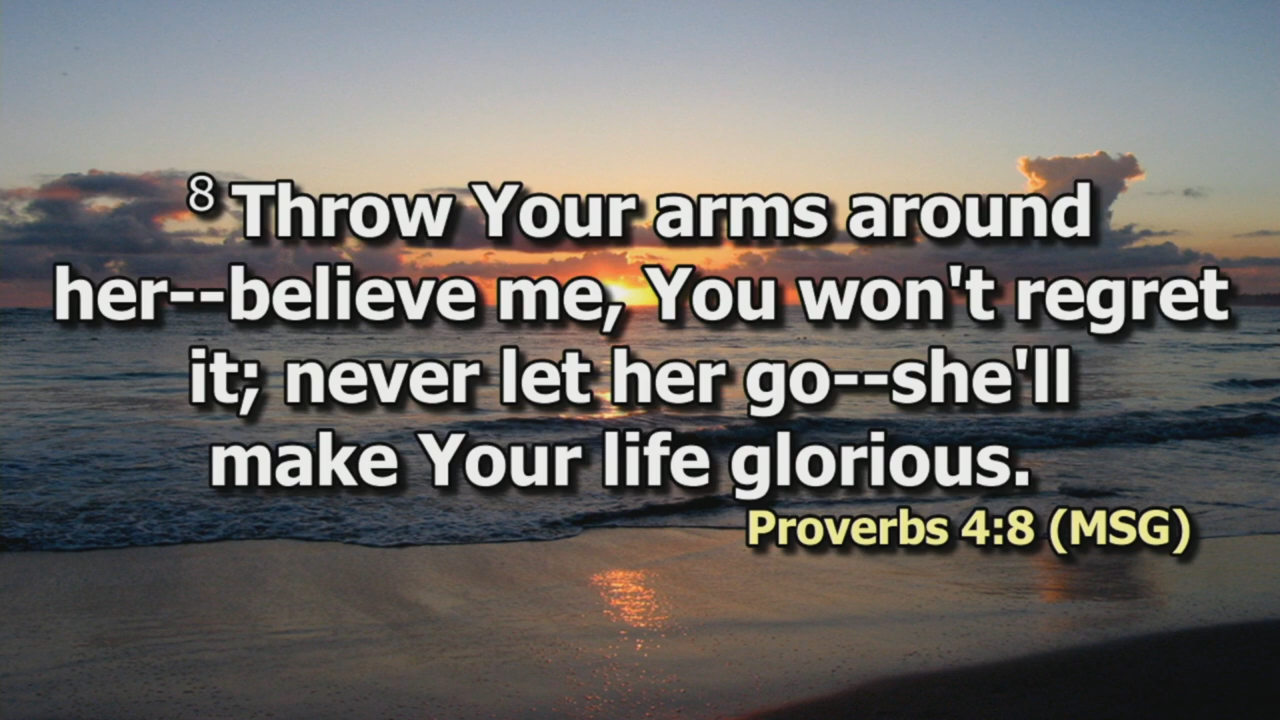 8 Throw Your arms around
her--believe me, You won't regret
it; never let her go--she'll
make Your life glorious.
Proverbs 4:8 (MSG)